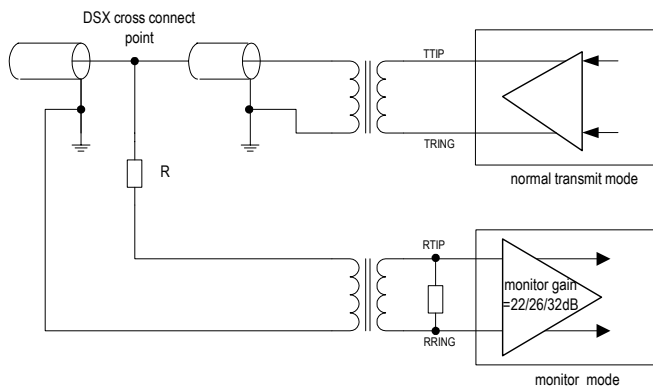 DSX cross connect
point
TTIP
TRING
normal transmit mode
R
RTIP
monitor gain
=22/26/32dB
RRING
monitor mode